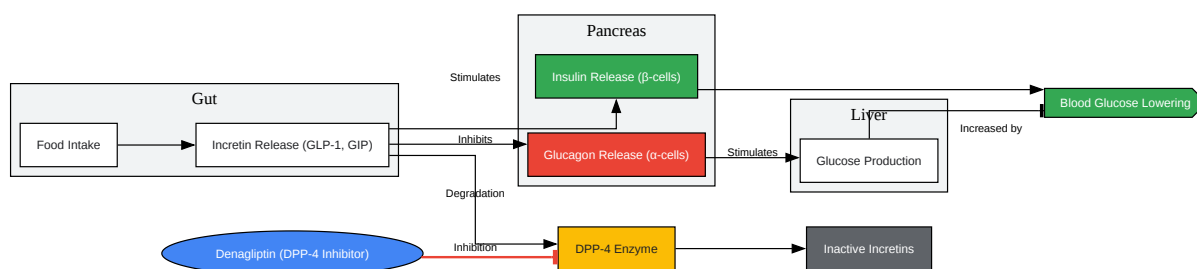 Pancreas
Stimulates
Insulin Release (β-cells)
Gut
Blood Glucose Lowering
Liver
Increased by
Food Intake
Incretin Release (GLP-1, GIP)
Inhibits
Glucagon Release (α-cells)
Stimulates
Glucose Production
Degradation
Denagliptin (DPP-4 Inhibitor)
Inhibition
DPP-4 Enzyme
Inactive Incretins